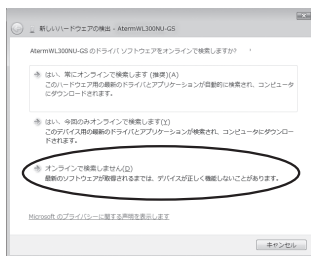 新しいハードウェアの検出 - AtermWL300NU-GS
AtermWL300NU-GS のドライバ ソフトウェアをオンラインで検索しますか?
はい、常にオンラインで検索します (推奨)(A)
このハードウェア用の最新のドライバとアプリケーションが自動的に検索され、コンピュータ
にダウンロードされます。
はい、今回のみオンラインで検索します(Y)
このデバイス用の最新のドライバとアプリケーションが検索され、コンピュータにダウンロー
ドされます。
オンラインで検索しません(D)
最新のソフトウェアが取得されるまでは、デバイスが正しく機能しないことがあります。
Microsoft のプライバシーに関する声明を表示します
キャンセル